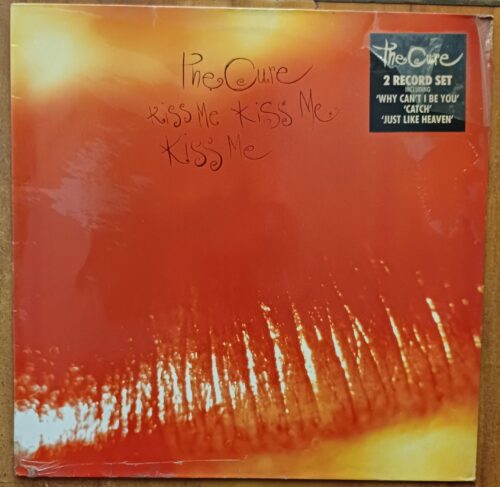 The Cure
Kiss Me Kiss Me
Kiss Me
The Cure
2 RECORD SET
INCLUDING
'WHY CAN'T I BE YOU'
'CATCH'
'JUST LIKE HEAVEN'